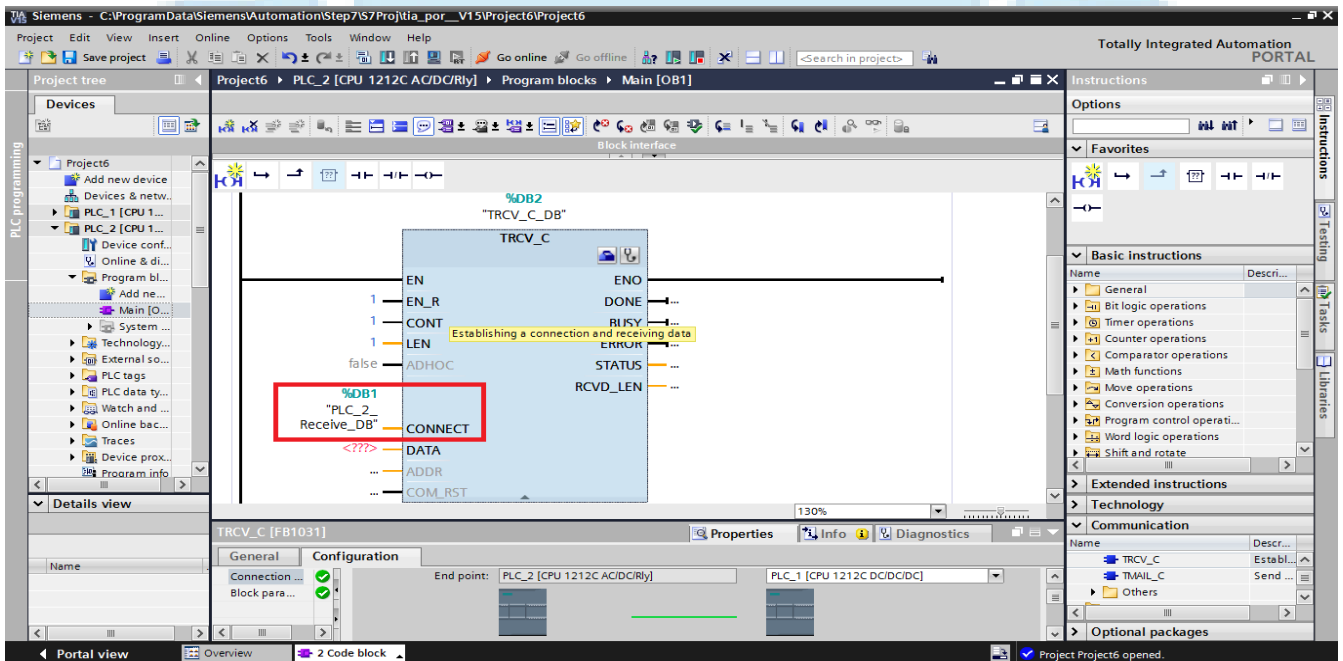 Siemens - C:\ProgramData\Siemens\Automation\Step7\S7Proj\tia_por__V15\Project6\Project6
Project Edit View Insert Online Options Tools Window Help
Totally Integrated Automation
PORTAL
Save project
Go online
Go offline
<Search in project>
Project tree
Project6 ▸ PLC_2 [CPU 1212C AC/DC/Rly] ▸ Program blocks ▸ Main [OB1]
Instructions
Devices
Options
PLC programming
Block interface
Favorites
Project6
Add new device
Devices & netw..
PLC_1 [CPU 1...
PLC_2 [CPU 1...
Device conf...
Online & di...
Program bl...
Add ne...
Main [O...
System ...
Technology...
External so...
PLC tags
PLC data ty...
Watch and ...
Online bac...
Traces
Device prox...
Program info
%DB2
"TRCV_C_DB"
TRCV_C
EN ENO
1 EN_R DONE ...
1 CONT BUSY ...
Establishing a connection and receiving data
1 LEN ERROR ...
false ADHOC STATUS ...
RCVD_LEN ...
%DB1
"PLC_2_
Receive_DB" CONNECT
<???> DATA
... ADDR
... COM_RST
130%
Basic instructions
Name Descri...
General
Bit logic operations
Timer operations
Counter operations
Comparator operations
Math functions
Move operations
Conversion operations
Program control operati...
Word logic operations
Shift and rotate
Extended instructions
Technology
Communication
Name Descr...
TRCV_C Establ...
TMAIL_C Send ...
Others
Optional packages
Instructions
Testing
Tasks
Libraries
Details view
Name
TRCV_C [FB1031]
Properties Info Diagnostics
General Configuration
Connection ...
Block para...
End point: PLC_2 [CPU 1212C AC/DC/Rly] PLC_1 [CPU 1212C DC/DC/DC]
Portal view Overview 2 Code block
Project Project6 opened.